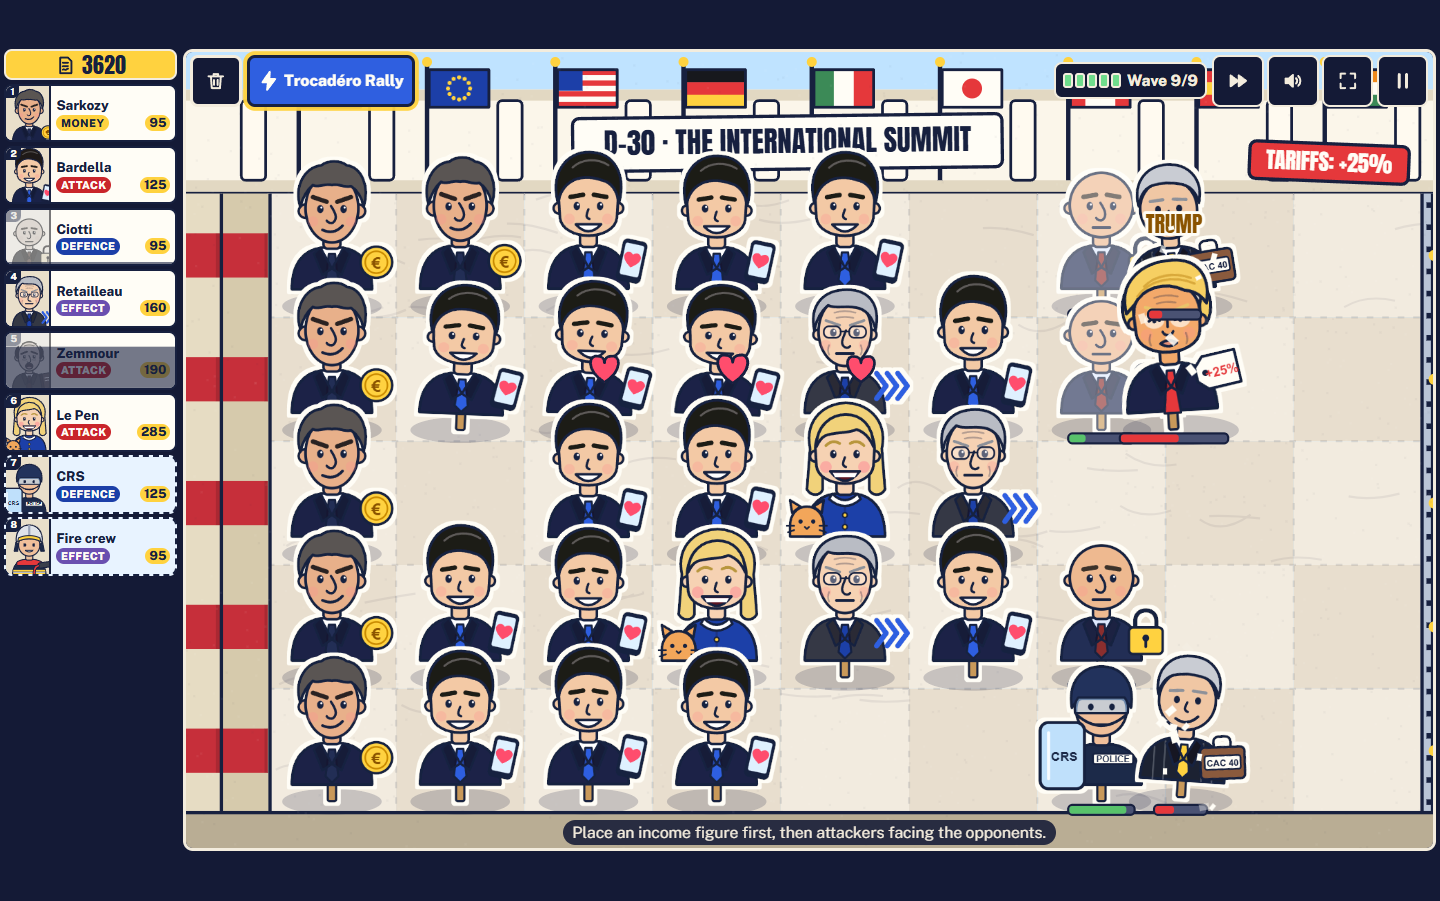 3620
Trocadéro Rally
Wave 9/9
D-30 · THE INTERNATIONAL SUMMIT
TARIFFS: +25%
1
Sarkozy
MONEY 95
2
Bardella
ATTACK 125
3
Ciotti
DEFENCE 95
4
Retailleau
EFFECT 160
5
Zemmour
ATTACK 190
6
Le Pen
ATTACK 285
7
CRS
DEFENCE 125
8
Fire crew
EFFECT 95
TRUMP
+25%
CRS
POLICE
CAC 40
Place an income figure first, then attackers facing the opponents.